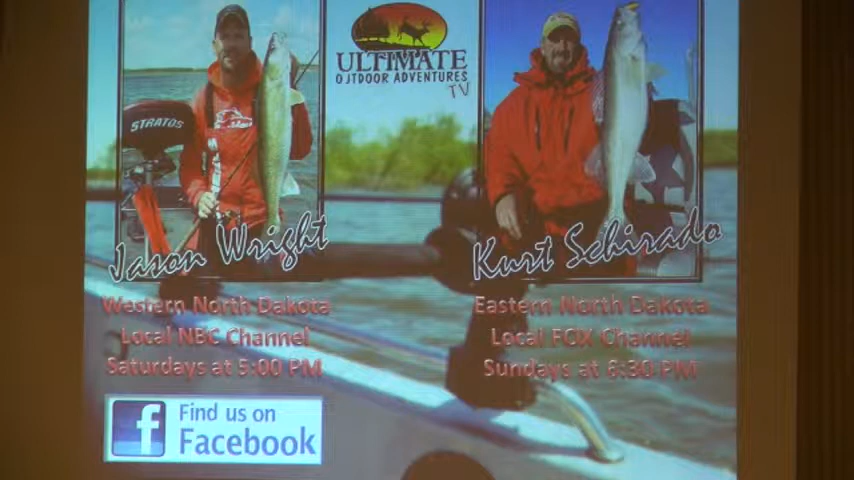 ULTIMATE
OUTDOOR ADVENTURES
TV
STRATOS
Jason Wright
Kurt Schirado
Western North Dakota
Local NBC Channel
Saturdays at 5:00 PM
Eastern North Dakota
Local FOX Channel
Sundays at 6:30 PM
f
Find us on
Facebook